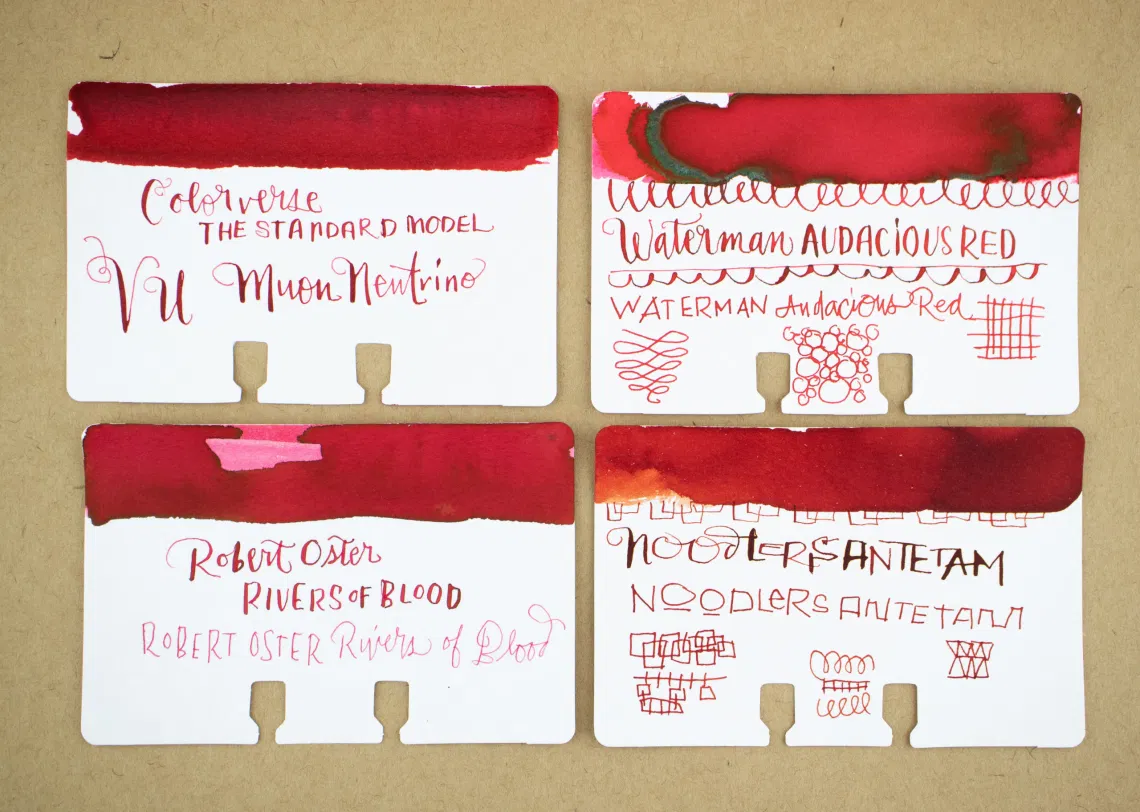 Colorverse
THE STANDARD MODEL
VU Muon Neutrino
Waterman AUDACIOUS RED
WATERMAN Audacious Red
Robert Oster
RIVERS OF BLOOD
ROBERT OSTER Rivers of Blood
NOODLERS ANTETAM
NOODLERS ANTETAM